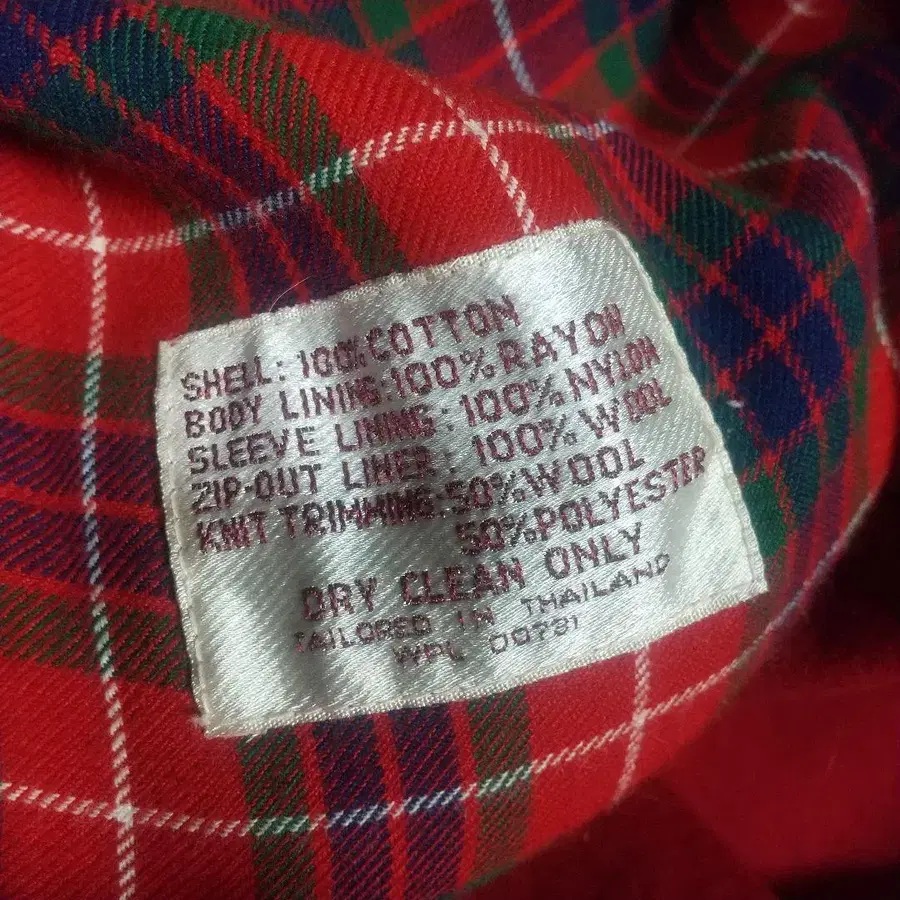 SHELL: 100% COTTON
BODY LINING: 100% RAYON
SLEEVE LINING: 100% NYLON
ZIP-OUT LINER: 100% WOOL
KNIT TRIMMING: 50% WOOL
50% POLYESTER
DRY CLEAN ONLY
TAILORED IN THAILAND
WPL 00731